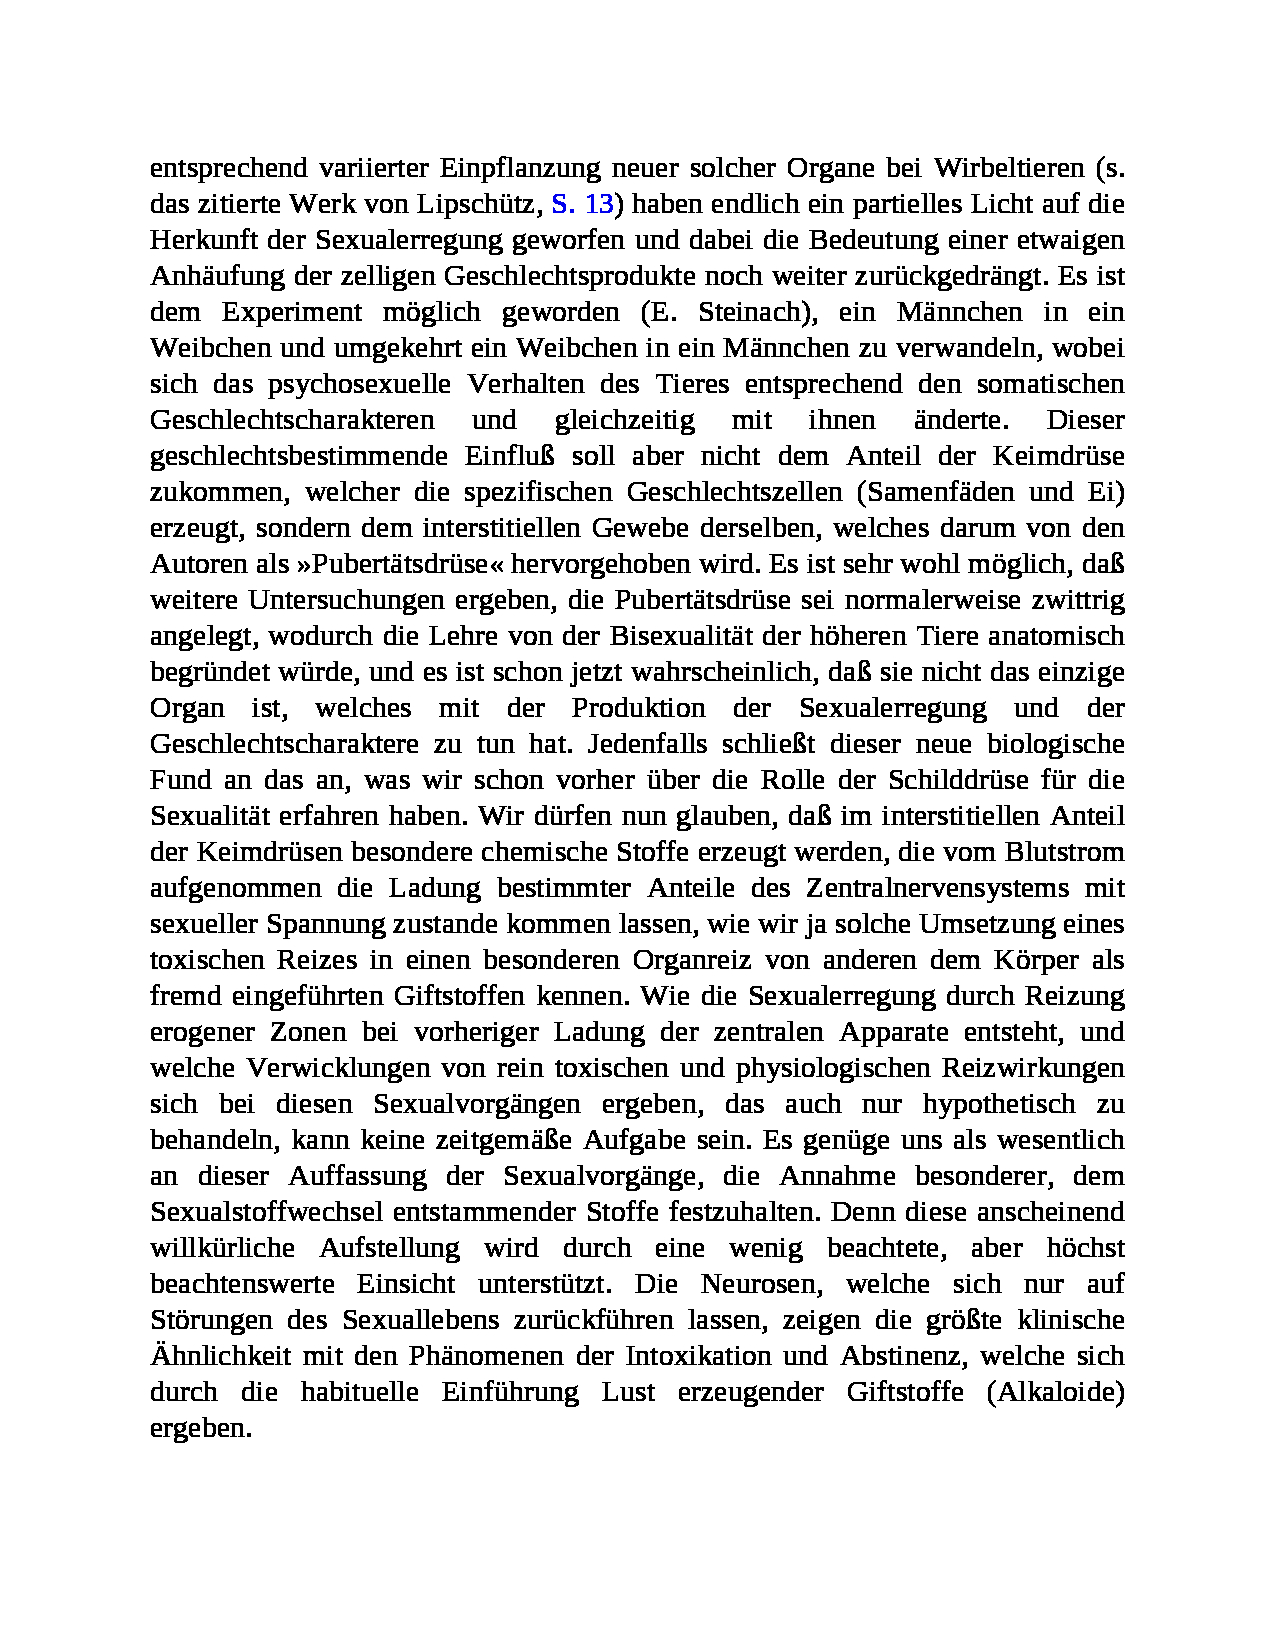 entsprechend variierter Einpflanzung neuer solcher Organe bei Wirbeltieren (s.
das zitierte Werk von Lipschütz, S. 13) haben endlich ein partielles Licht auf die
Herkunft der Sexualerregung geworfen und dabei die Bedeutung einer etwaigen
Anhäufung der zelligen Geschlechtsprodukte noch weiter zurückgedrängt. Es ist
dem Experiment möglich geworden (E. Steinach), ein Männchen in ein
Weibchen und umgekehrt ein Weibchen in ein Männchen zu verwandeln, wobei
sich das psychosexuelle Verhalten des Tieres entsprechend den somatischen
Geschlechtscharakteren und gleichzeitig mit ihnen änderte. Dieser
geschlechtsbestimmende Einfluß soll aber nicht dem Anteil der Keimdrüse
zukommen, welcher die spezifischen Geschlechtszellen (Samenfäden und Ei)
erzeugt, sondern dem interstitiellen Gewebe derselben, welches darum von den
Autoren als »Pubertätsdrüse« hervorgehoben wird. Es ist sehr wohl möglich, daß
weitere Untersuchungen ergeben, die Pubertätsdrüse sei normalerweise zwittrig
angelegt, wodurch die Lehre von der Bisexualität der höheren Tiere anatomisch
begründet würde, und es ist schon jetzt wahrscheinlich, daß sie nicht das einzige
Organ ist, welches mit der Produktion der Sexualerregung und der
Geschlechtscharaktere zu tun hat. Jedenfalls schließt dieser neue biologische
Fund an das an, was wir schon vorher über die Rolle der Schilddrüse für die
Sexualität erfahren haben. Wir dürfen nun glauben, daß im interstitiellen Anteil
der Keimdrüsen besondere chemische Stoffe erzeugt werden, die vom Blutstrom
aufgenommen die Ladung bestimmter Anteile des Zentralnervensystems mit
sexueller Spannung zustande kommen lassen, wie wir ja solche Umsetzung eines
toxischen Reizes in einen besonderen Organreiz von anderen dem Körper als
fremd eingeführten Giftstoffen kennen. Wie die Sexualerregung durch Reizung
erogener Zonen bei vorheriger Ladung der zentralen Apparate entsteht, und
welche Verwicklungen von rein toxischen und physiologischen Reizwirkungen
sich bei diesen Sexualvorgängen ergeben, das auch nur hypothetisch zu
behandeln, kann keine zeitgemäße Aufgabe sein. Es genüge uns als wesentlich
an dieser Auffassung der Sexualvorgänge, die Annahme besonderer, dem
Sexualstoffwechsel entstammender Stoffe festzuhalten. Denn diese anscheinend
willkürliche Aufstellung wird durch eine wenig beachtete, aber höchst
beachtenswerte Einsicht unterstützt. Die Neurosen, welche sich nur auf
Störungen des Sexuallebens zurückführen lassen, zeigen die größte klinische
Ähnlichkeit mit den Phänomenen der Intoxikation und Abstinenz, welche sich
durch die habituelle Einführung Lust erzeugender Giftstoffe (Alkaloide)
ergeben.